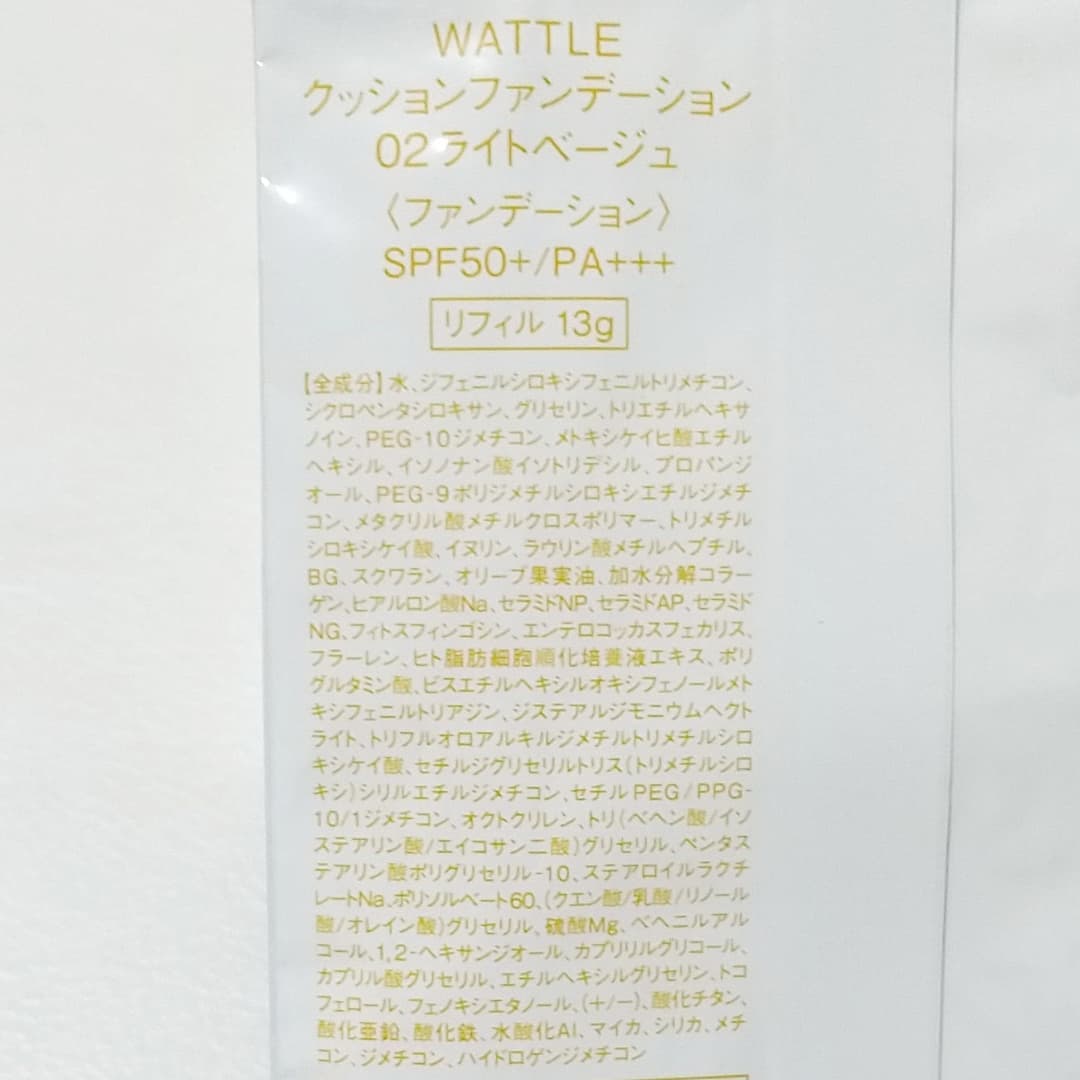 WATTLE
クッションファンデーション
02 ライトベージュ
〈ファンデーション〉
SPF50+/PA+++
リフィル 13g
【全成分】水、ジフェニルシロキシフェニルトリメチコン、
シクロペンタシロキサン、グリセリン、トリエチルヘキサ
ノイン、PEG-10ジメチコン、メトキシケイヒ酸エチル
ヘキシル、イソノナン酸イソトリデシル、プロパンジ
オール、PEG-9ポリジメチルシロキシエチルジメチ
コン、メタクリル酸メチルクロスポリマー、トリメチル
シロキシケイ酸、イヌリン、ラウリン酸メチルヘプチル、
BG、スクワラン、オリーブ果実油、加水分解コラー
ゲン、ヒアルロン酸Na、セラミドNP、セラミドAP、セラミド
NG、フィトスフィンゴシン、エンテロコッカスフェカリス、
フラーレン、ヒト脂肪細胞順化培養液エキス、ポリ
グルタミン酸、ビスエチルヘキシルオキシフェノールメト
キシフェニルトリアジン、ジステアルジモニウムヘクト
ライト、トリフルオロアルキルジメチルトリメチルシロ
キシケイ酸、セチルジグリセリルトリス(トリメチルシロ
キシ)シリルエチルジメチコン、セチルPEG/PPG-
10/1ジメチコン、オクトクリレン、トリ(ベヘン酸/イソ
ステアリン酸/エイコサン二酸)グリセリル、ペンタス
テアリン酸ポリグリセリル-10、ステアロイルラクチ
レートNa、ポリソルベート60、(クエン酸/乳酸/リノール
酸/オレイン酸)グリセリル、硫酸Mg、ベヘニルアル
コール、1,2-ヘキサンジオール、カプリリルグリコール、
カプリル酸グリセリル、エチルヘキシルグリセリン、トコ
フェロール、フェノキシエタノール、(+/-)、酸化チタン、
酸化亜鉛、酸化鉄、水酸化Al、マイカ、シリカ、メチ
コン、ジメチコン、ハイドロゲンジメチコン